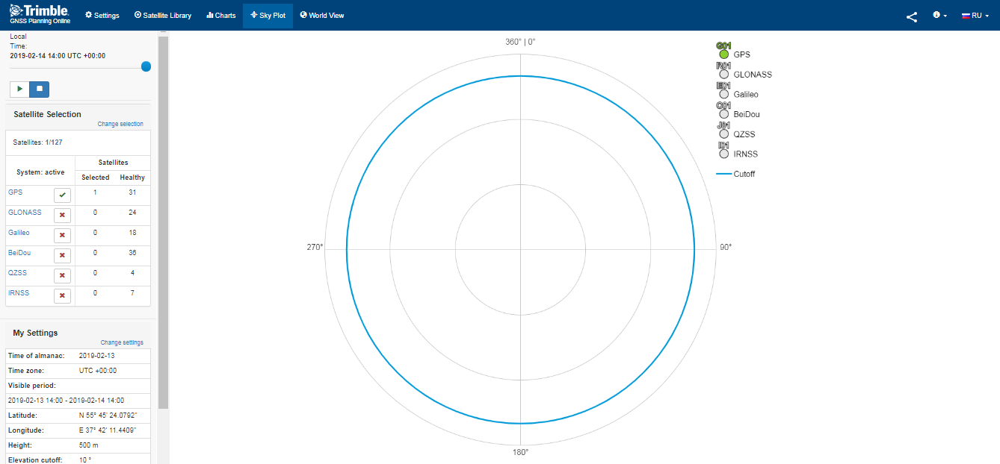 Trimble.
GNSS Planning Online
Settings
Satellite Library
Charts
Sky Plot
World View
RU
Local
Time:
2019-02-14 14:00 UTC +00:00
Satellite Selection
Change selection
Satellites: 1/127
System: active
Satellites
Selected Healthy
GPS 1 31
GLONASS 0 24
Galileo 0 18
BeiDou 0 36
QZSS 0 4
IRNSS 0 7
My Settings
Change settings
Time of almanac: 2019-02-13
Time zone: UTC +00:00
Visible period:
2019-02-13 14:00 - 2019-02-14 14:00
Latitude: N 55° 45' 24.0792"
Longitude: E 37° 42' 11.4409"
Height: 500 m
Elevation cutoff: 10 °
360° | 0°
270°
90°
180°
G01
GPS
R01
GLONASS
E01
Galileo
C01
BeiDou
J01
QZSS
I01
IRNSS
Cutoff